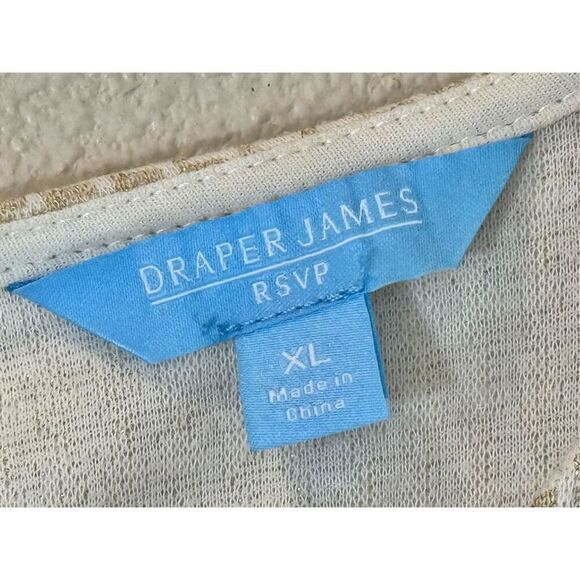 DRAPER JAMES
RSVP
XL
Made in
China